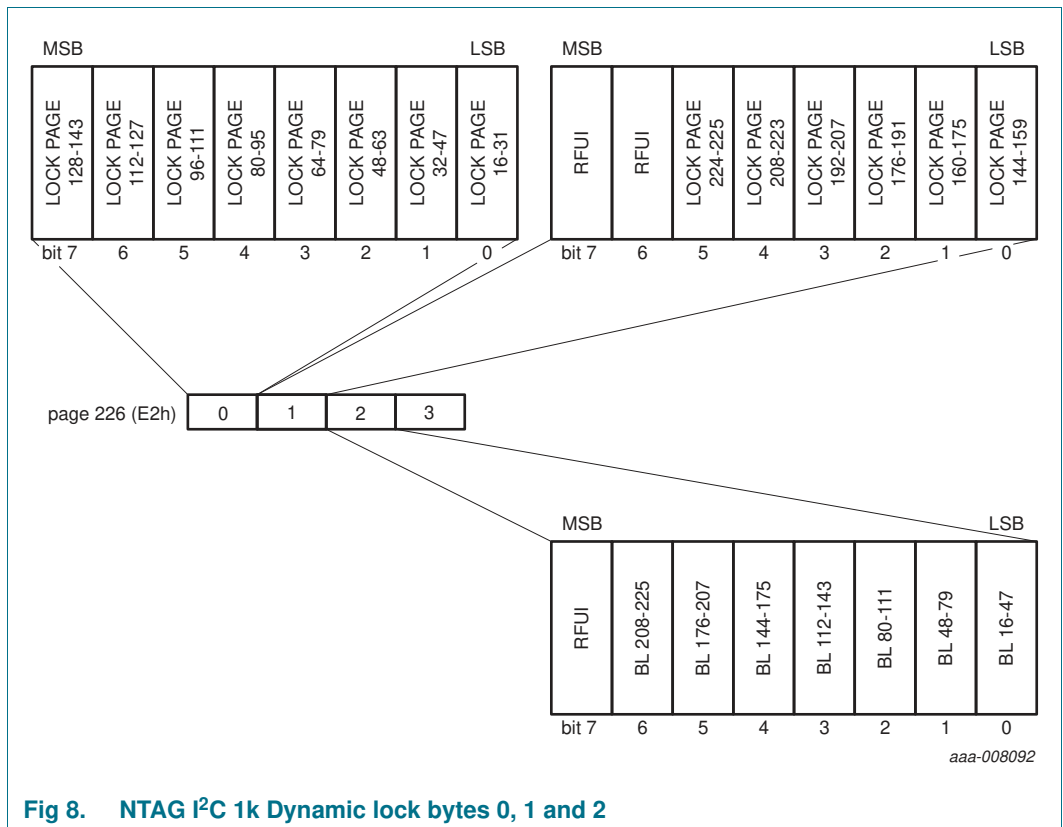 MSB LSB
LOCK PAGE 128-143
LOCK PAGE 112-127
LOCK PAGE 96-111
LOCK PAGE 80-95
LOCK PAGE 64-79
LOCK PAGE 48-63
LOCK PAGE 32-47
LOCK PAGE 16-31
bit 7 6 5 4 3 2 1 0
MSB LSB
RFUI
RFUI
LOCK PAGE 224-225
LOCK PAGE 208-223
LOCK PAGE 192-207
LOCK PAGE 176-191
LOCK PAGE 160-175
LOCK PAGE 144-159
bit 7 6 5 4 3 2 1 0
page 226 (E2h) 0 1 2 3
MSB LSB
RFUI
BL 208-225
BL 176-207
BL 144-175
BL 112-143
BL 80-111
BL 48-79
BL 16-47
bit 7 6 5 4 3 2 1 0
aaa-008092
Fig 8. NTAG I²C 1k Dynamic lock bytes 0, 1 and 2